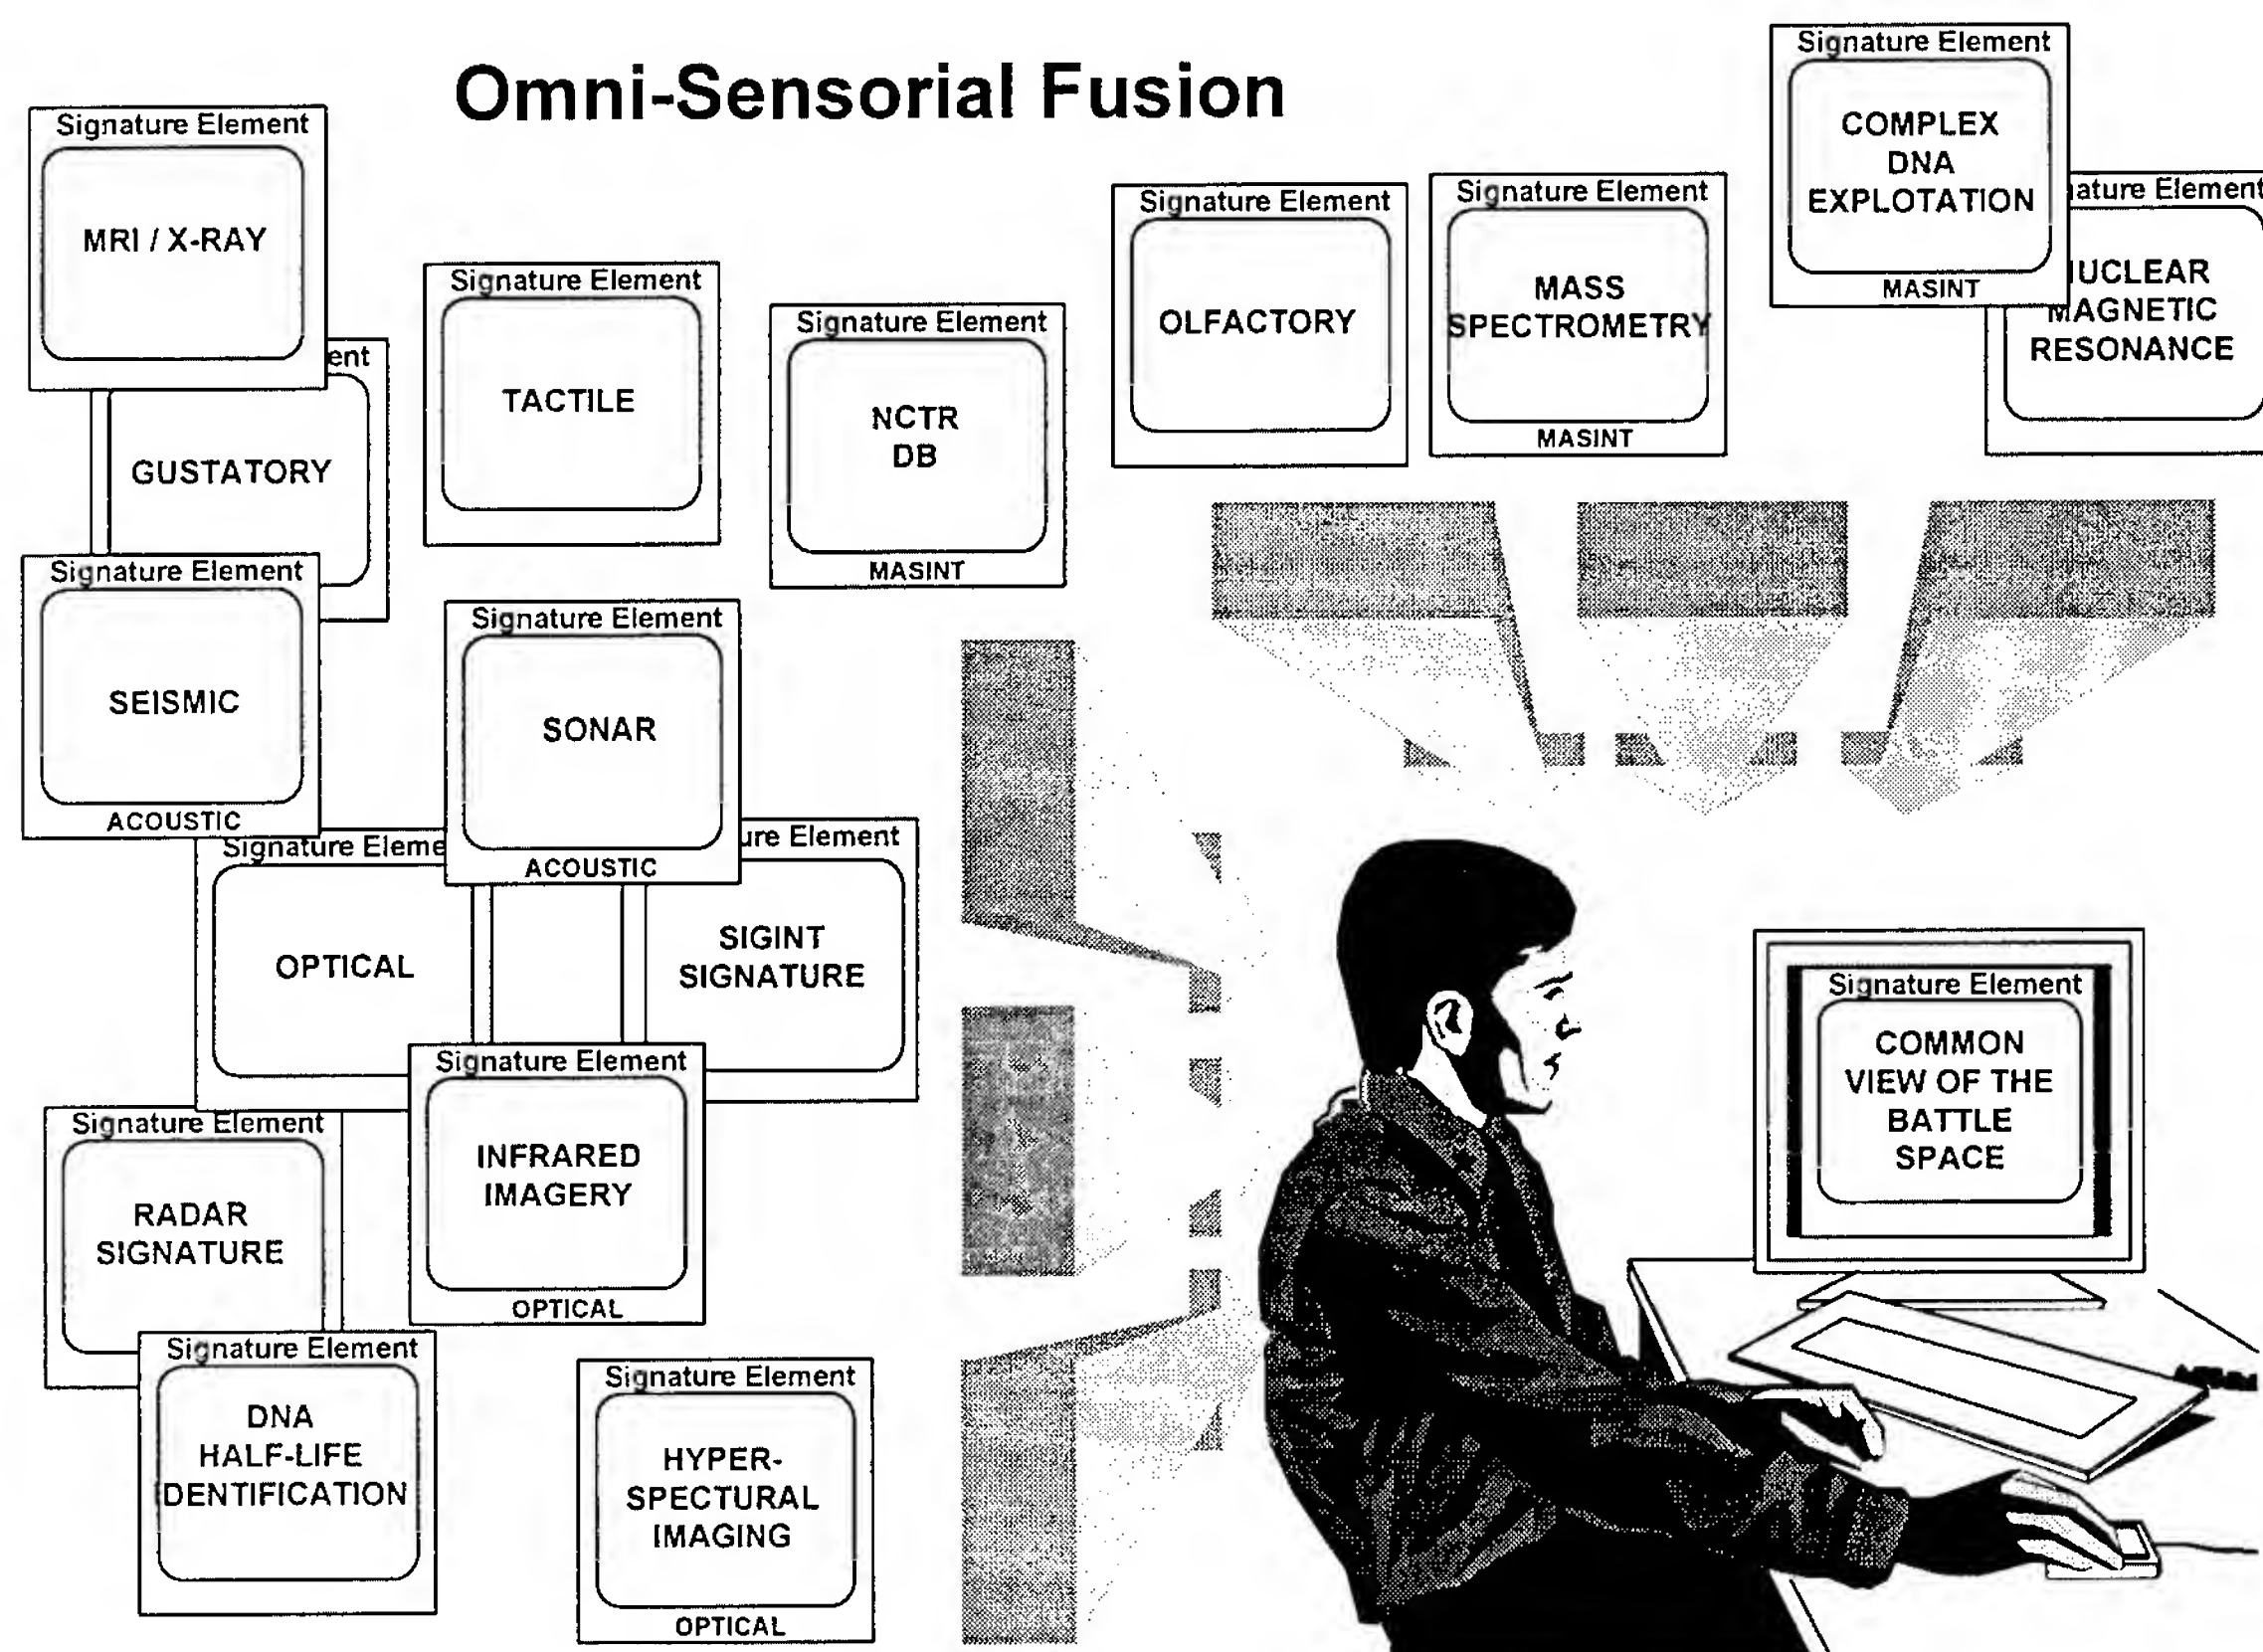 Omni-Sensorial Fusion
Signature Element
MRI / X-RAY
ent
GUSTATORY
Signature Element
TACTILE
Signature Element
NCTR
DB
MASINT
Signature Element
OLFACTORY
Signature Element
MASS
SPECTROMETRY
MASINT
Signature Element
COMPLEX
DNA
EXPLOTATION
MASINT
nature Element
NUCLEAR
MAGNETIC
RESONANCE
Signature Element
SEISMIC
ACOUSTIC
Signature Element
SONAR
ACOUSTIC
Signature Eleme
OPTICAL
ure Element
SIGINT
SIGNATURE
Signature Element
RADAR
SIGNATURE
Signature Element
INFRARED
IMAGERY
OPTICAL
Signature Element
DNA
HALF-LIFE
IDENTIFICATION
Signature Element
HYPER-
SPECTURAL
IMAGING
OPTICAL
Signature Element
COMMON
VIEW OF THE
BATTLE
SPACE